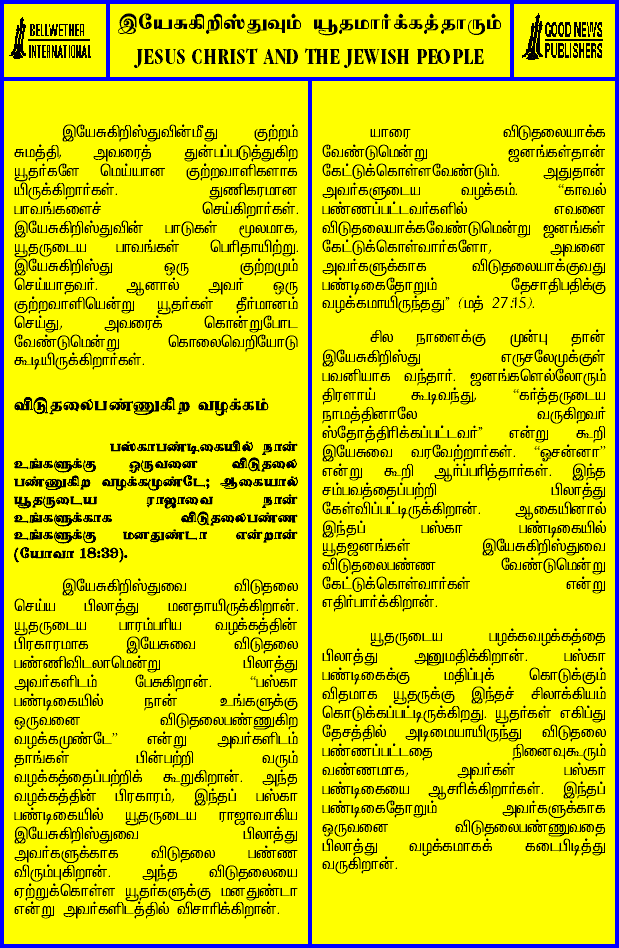 BELLWETHER
INTERNATIONAL
இயேசுகிறிஸ்துவும் யூதமார்க்கத்தாரும்
JESUS CHRIST AND THE JEWISH PEOPLE
GOOD NEWS
PUBLISHERS
இயேசுகிறிஸ்துவின்மீது குற்றம்
சுமத்தி, அவரைத் துன்பப்படுத்துகிற
யூதர்களே மெய்யான குற்றவாளிகளாக
யிருக்கிறார்கள். துணிகரமான
பாவங்களைச் செய்கிறார்கள்.
இயேசுகிறிஸ்துவின் பாடுகள் மூலமாக,
யூதருடைய பாவங்கள் பெரிதாயிற்று.
இயேசுகிறிஸ்து ஒரு குற்றமும்
செய்யாதவர். ஆனால் அவர் ஒரு
குற்றவாளியென்று யூதர்கள் தீர்மானம்
செய்து, அவரைக் கொன்றுபோட
வேண்டுமென்று கொலைவெறியோடு
கூடியிருக்கிறார்கள்.
விடுதலைபண்ணுகிற வழக்கம்
பஸ்காபண்டிகையில் நான்
உங்களுக்கு ஒருவனை விடுதலை
பண்ணுகிற வழக்கமுண்டே; ஆகையால்
யூதருடைய ராஜாவை நான்
உங்களுக்காக விடுதலைபண்ண
உங்களுக்கு மனதுண்டா என்றான்
(யோவா 18:39).
இயேசுகிறிஸ்துவை விடுதலை
செய்ய பிலாத்து மனதாயிருக்கிறான்.
யூதருடைய பாரம்பரிய வழக்கத்தின்
பிரகாரமாக இயேசுவை விடுதலை
பண்ணிவிடலாமென்று பிலாத்து
அவர்களிடம் பேசுகிறான். “பஸ்கா
பண்டிகையில் நான் உங்களுக்கு
ஒருவனை விடுதலைபண்ணுகிற
வழக்கமுண்டே” என்று அவர்களிடம்
தாங்கள் பின்பற்றி வரும்
வழக்கத்தைப்பற்றிக் கூறுகிறான். அந்த
வழக்கத்தின் பிரகாரம், இந்தப் பஸ்கா
பண்டிகையில் யூதருடைய ராஜாவாகிய
இயேசுகிறிஸ்துவை பிலாத்து
அவர்களுக்காக விடுதலை பண்ண
விரும்புகிறான். அந்த விடுதலையை
ஏற்றுக்கொள்ள யூதர்களுக்கு மனதுண்டா
என்று அவர்களிடத்தில் விசாரிக்கிறான்.
யாரை விடுதலையாக்க
வேண்டுமென்று ஜனங்கள்தான்
கேட்டுக்கொள்ளவேண்டும். அதுதான்
அவர்களுடைய வழக்கம். “காவல்
பண்ணப்பட்டவர்களில் எவனை
விடுதலையாக்கவேண்டுமென்று ஜனங்கள்
கேட்டுக்கொள்வார்களோ, அவனை
அவர்களுக்காக விடுதலையாக்குவது
பண்டிகைதோறும் தேசாதிபதிக்கு
வழக்கமாயிருந்தது” (மத் 27:15).
சில நாளைக்கு முன்பு தான்
இயேசுகிறிஸ்து எருசலேமுக்குள்
பவனியாக வந்தார். ஜனங்களெல்லோரும்
திரளாய் கூடிவந்து, “கர்த்தருடைய
நாமத்தினாலே வருகிறவர்
ஸ்தோத்திரிக்கப்பட்டவர்” என்று கூறி
இயேசுவை வரவேற்றார்கள். “ஓசன்னா”
என்று கூறி ஆர்ப்பரித்தார்கள். இந்த
சம்பவத்தைப்பற்றி பிலாத்து
கேள்விப்பட்டிருக்கிறான். ஆகையினால்
இந்தப் பஸ்கா பண்டிகையில்
யூதஜனங்கள் இயேசுகிறிஸ்துவை
விடுதலைபண்ண வேண்டுமென்று
கேட்டுக்கொள்வார்கள் என்று
எதிர்பார்க்கிறான்.
யூதருடைய பழக்கவழக்கத்தை
பிலாத்து அனுமதிக்கிறான். பஸ்கா
பண்டிகைக்கு மதிப்புக் கொடுக்கும்
விதமாக யூதருக்கு இந்தச் சிலாக்கியம்
கொடுக்கப்பட்டிருக்கிறது. யூதர்கள் எகிப்து
தேசத்தில் அடிமையாயிருந்து விடுதலை
பண்ணப்பட்டதை நினைவுகூரும்
வண்ணமாக, அவர்கள் பஸ்கா
பண்டிகையை ஆசரிக்கிறார்கள். இந்தப்
பண்டிகைதோறும் அவர்களுக்காக
ஒருவனை விடுதலைபண்ணுவதை
பிலாத்து வழக்கமாகக் கடைபிடித்து
வருகிறான்.